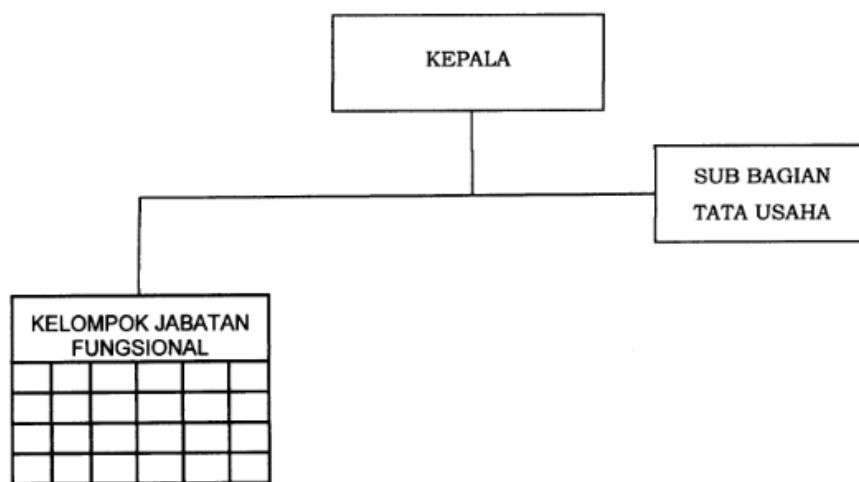 KEPALA
SUB BAGIAN
TATA USAHA
KELOMPOK JABATAN
FUNGSIONAL